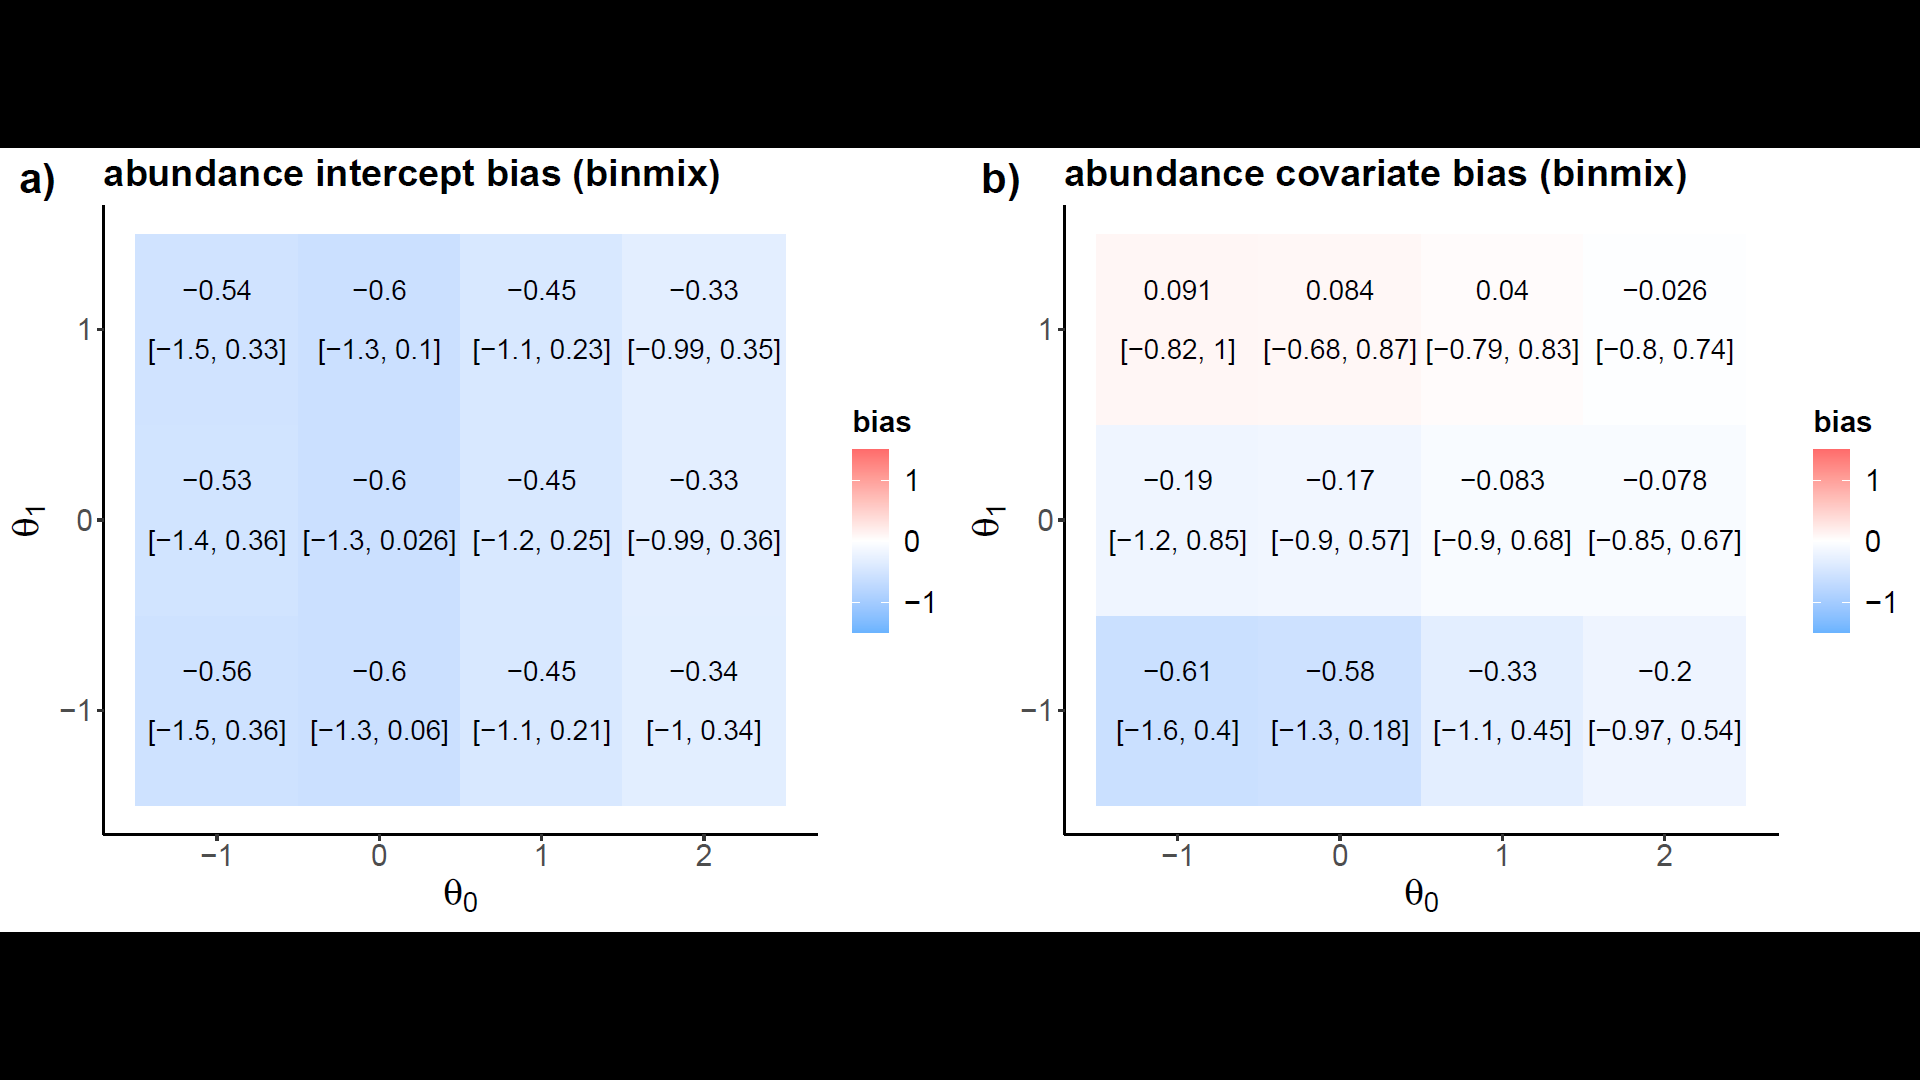 a) abundance intercept bias (binmix)
−0.54 −0.6 −0.45 −0.33
1
[−1.5, 0.33] [−1.3, 0.1] [−1.1, 0.23] [−0.99, 0.35]
−0.53 −0.6 −0.45 −0.33
θ1
0
[−1.4, 0.36] [−1.3, 0.026] [−1.2, 0.25] [−0.99, 0.36]
−0.56 −0.6 −0.45 −0.34
−1
[−1.5, 0.36] [−1.3, 0.06] [−1.1, 0.21] [−1, 0.34]
−1 0 1 2
θ0
bias
1
0
−1
b) abundance covariate bias (binmix)
0.091 0.084 0.04 −0.026
1
[−0.82, 1] [−0.68, 0.87] [−0.79, 0.83] [−0.8, 0.74]
−0.19 −0.17 −0.083 −0.078
θ1
0
[−1.2, 0.85] [−0.9, 0.57] [−0.9, 0.68] [−0.85, 0.67]
−0.61 −0.58 −0.33 −0.2
−1
[−1.6, 0.4] [−1.3, 0.18] [−1.1, 0.45] [−0.97, 0.54]
−1 0 1 2
θ0
bias
1
0
−1